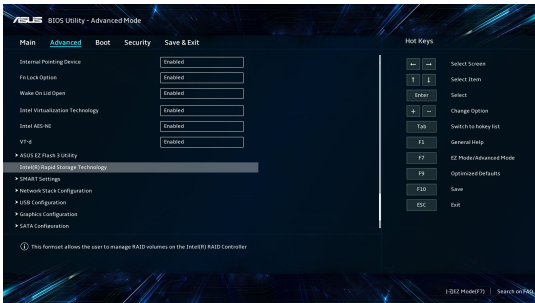 ASUS BIOS Utility - Advanced Mode
Main Advanced Boot Security Save & Exit
Hot Keys
Internal Pointing Device Enabled
Fn Lock Option Enabled
Wake On Lid Open Enabled
Intel Virtualization Technology Enabled
Intel AES-NI Enabled
VT-d Enabled
> ASUS EZ Flash 3 Utility
Intel(R) Rapid Storage Technology
> SMART Settings
> Network Stack Configuration
> USB Configuration
> Graphics Configuration
> SATA Configuration
← → Select Screen
↑ ↓ Select Item
Enter Select
+ - Change Option
Tab Switch to hokey list
F1 General Help
F7 EZ Mode/Advanced Mode
F9 Optimized Defaults
F10 Save
ESC Exit
This formset allows the user to manage RAID volumes on the Intel(R) RAID Controller
EZ Mode(F7) | Search on FAQ